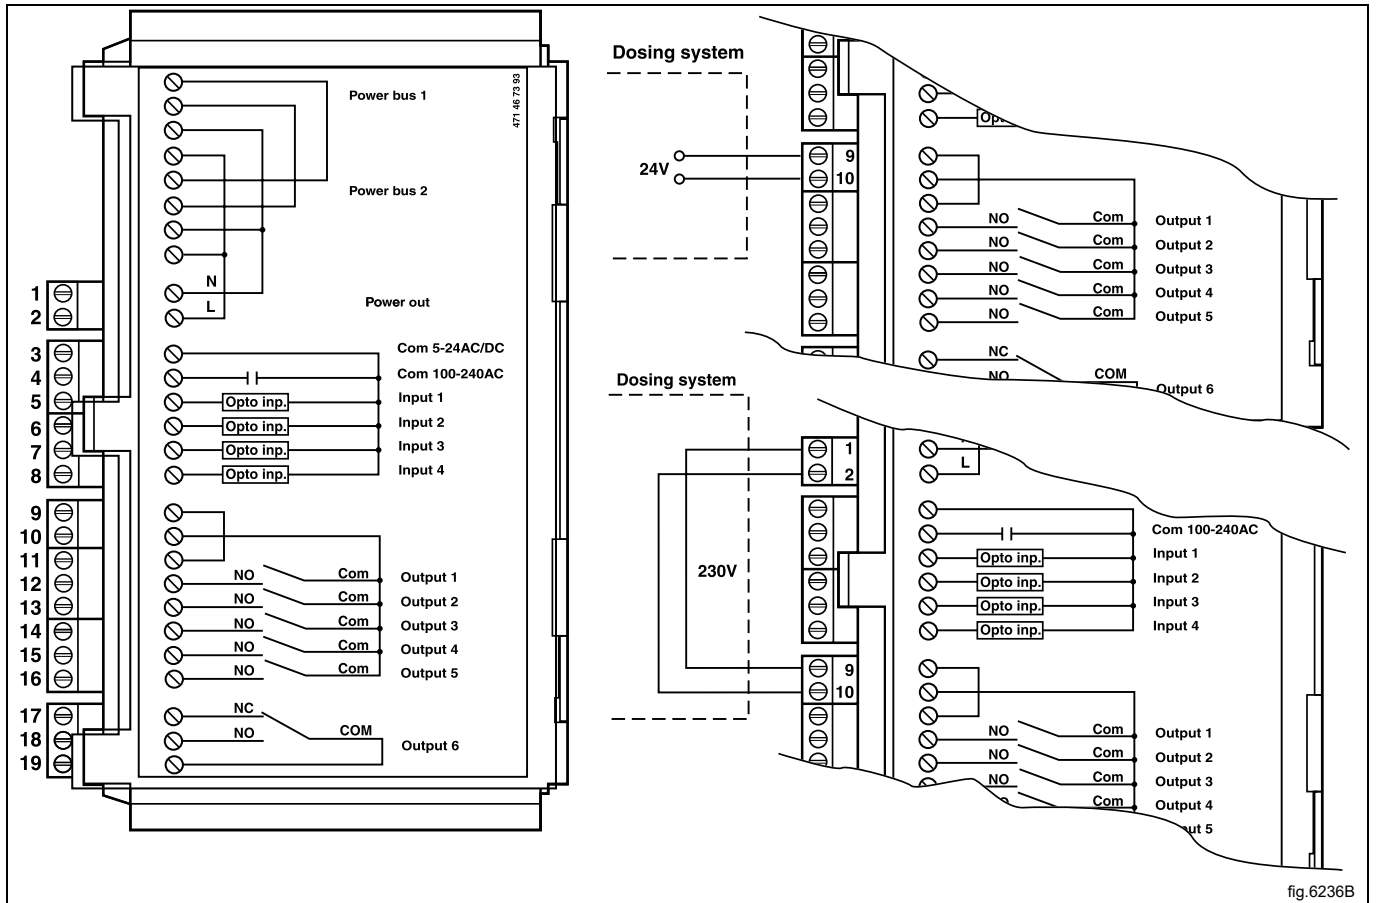 471 46 73 93
Power bus 1
Power bus 2
N
L
Power out
Com 5-24AC/DC
Com 100-240AC
Opto inp. Input 1
Opto inp. Input 2
Opto inp. Input 3
Opto inp. Input 4
NO Com Output 1
NO Com Output 2
NO Com Output 3
NO Com Output 4
NO Com Output 5
NC
NO COM Output 6
1
2
3
4
5
6
7
8
9
10
11
12
13
14
15
16
17
18
19
Dosing system
24V
9
10
NO Com Output 1
NO Com Output 2
NO Com Output 3
NO Com Output 4
NO Com Output 5
NC
NO COM Output 6
Dosing system
230V
1
2
9
10
L
Com 100-240AC
Opto inp. Input 1
Opto inp. Input 2
Opto inp. Input 3
Opto inp. Input 4
NO Com Output 1
NO Com Output 2
NO Com Output 3
Com Output 4
5
fig.6236B